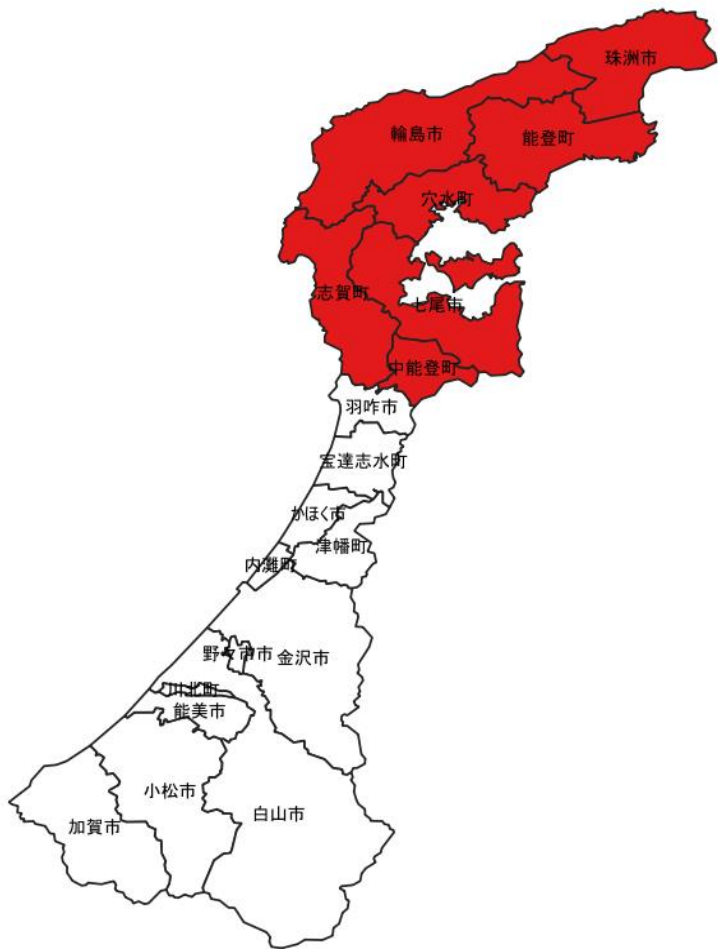 珠洲市
輪島市
能登町
穴水町
志賀町
七尾市
中能登町
羽咋市
宝達志水町
かほく市
津幡町
内灘町
野々市市
金沢市
川北町
能美市
小松市
白山市
加賀市